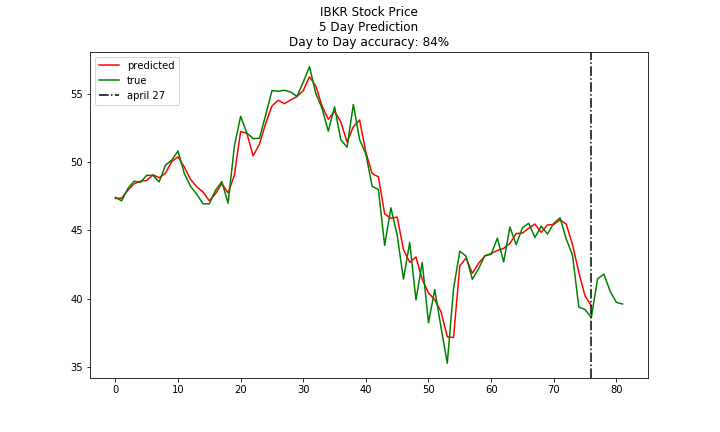 IBKR Stock Price
5 Day Prediction
Day to Day accuracy: 84%
predicted
true
april 27
55
50
45
40
35
0 10 20 30 40 50 60 70 80